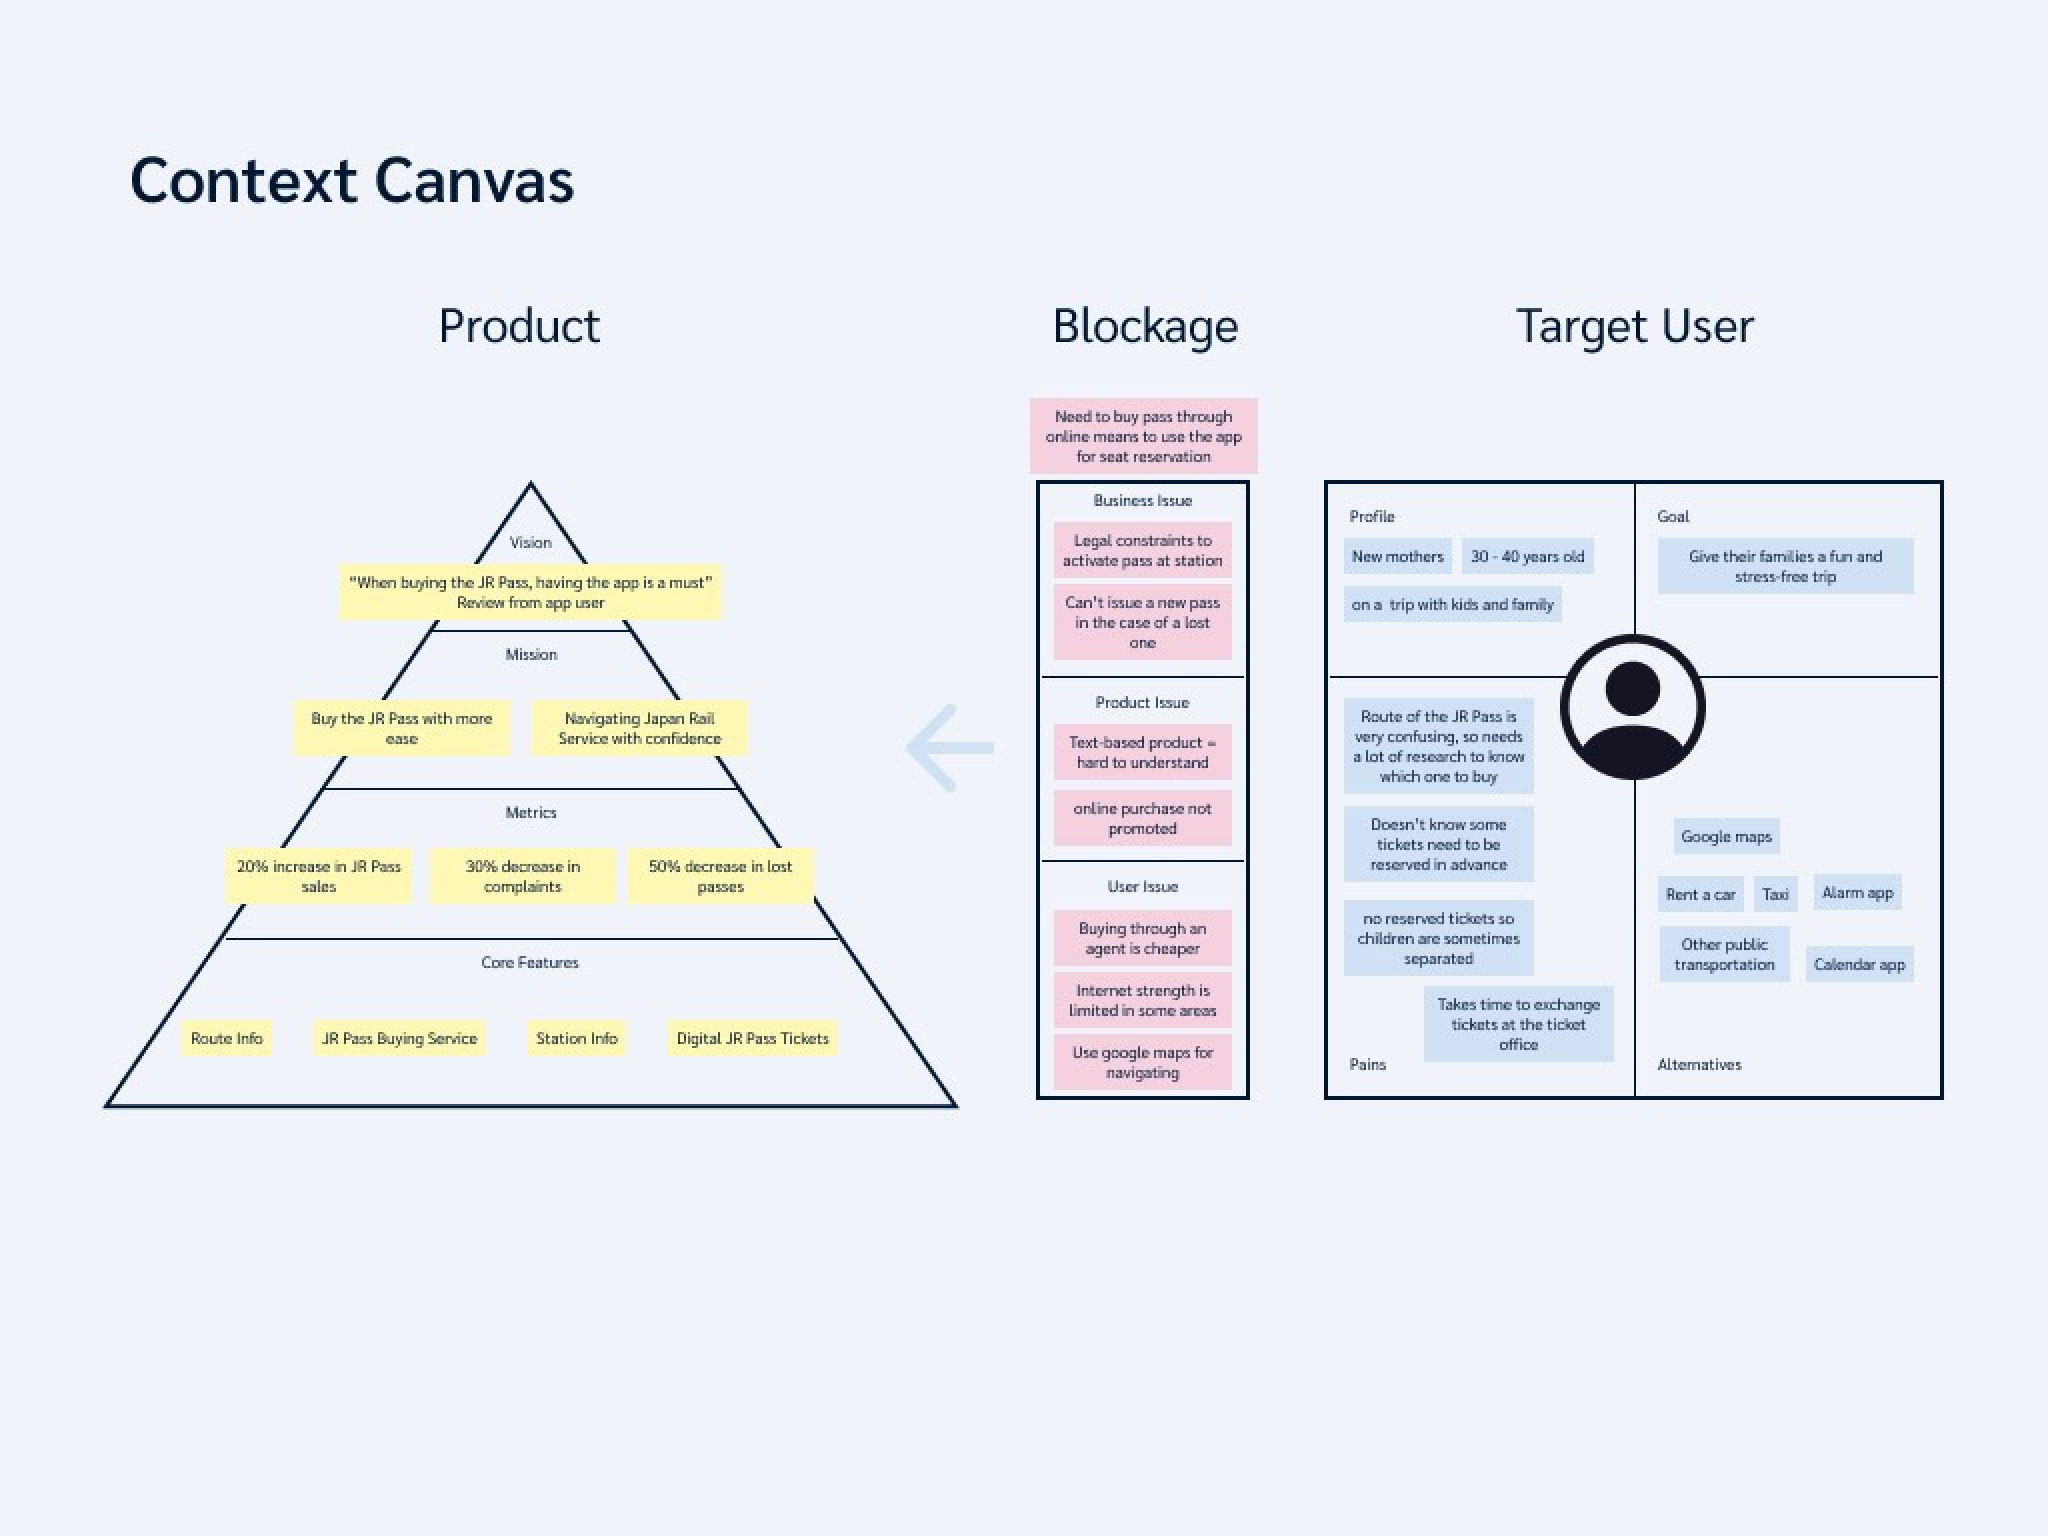 Context Canvas
Product
Vision
"When buying the JR Pass, having the app is a must"
Review from app user
Mission
Buy the JR Pass with more
ease
Navigating Japan Rail
Service with confidence
Metrics
20% increase in JR Pass
sales
30% decrease in
complaints
50% decrease in lost
passes
Core Features
Route Info
JR Pass Buying Service
Station Info
Digital JR Pass Tickets
Blockage
Need to buy pass through
online means to use the app
for seat reservation
Business Issue
Legal constraints to
activate pass at station
Can't issue a new pass
in the case of a lost
one
Product Issue
Text-based product =
hard to understand
online purchase not
promoted
User Issue
Buying through an
agent is cheaper
Internet strength is
limited in some areas
Use google maps for
navigating
Target User
Profile
New mothers
30 - 40 years old
on a trip with kids and family
Goal
Give their families a fun and
stress-free trip
Route of the JR Pass is
very confusing, so needs
a lot of research to know
which one to buy
Doesn't know some
tickets need to be
reserved in advance
no reserved tickets so
children are sometimes
separated
Takes time to exchange
tickets at the ticket
office
Pains
Google maps
Rent a car
Taxi
Alarm app
Other public
transportation
Calendar app
Alternatives